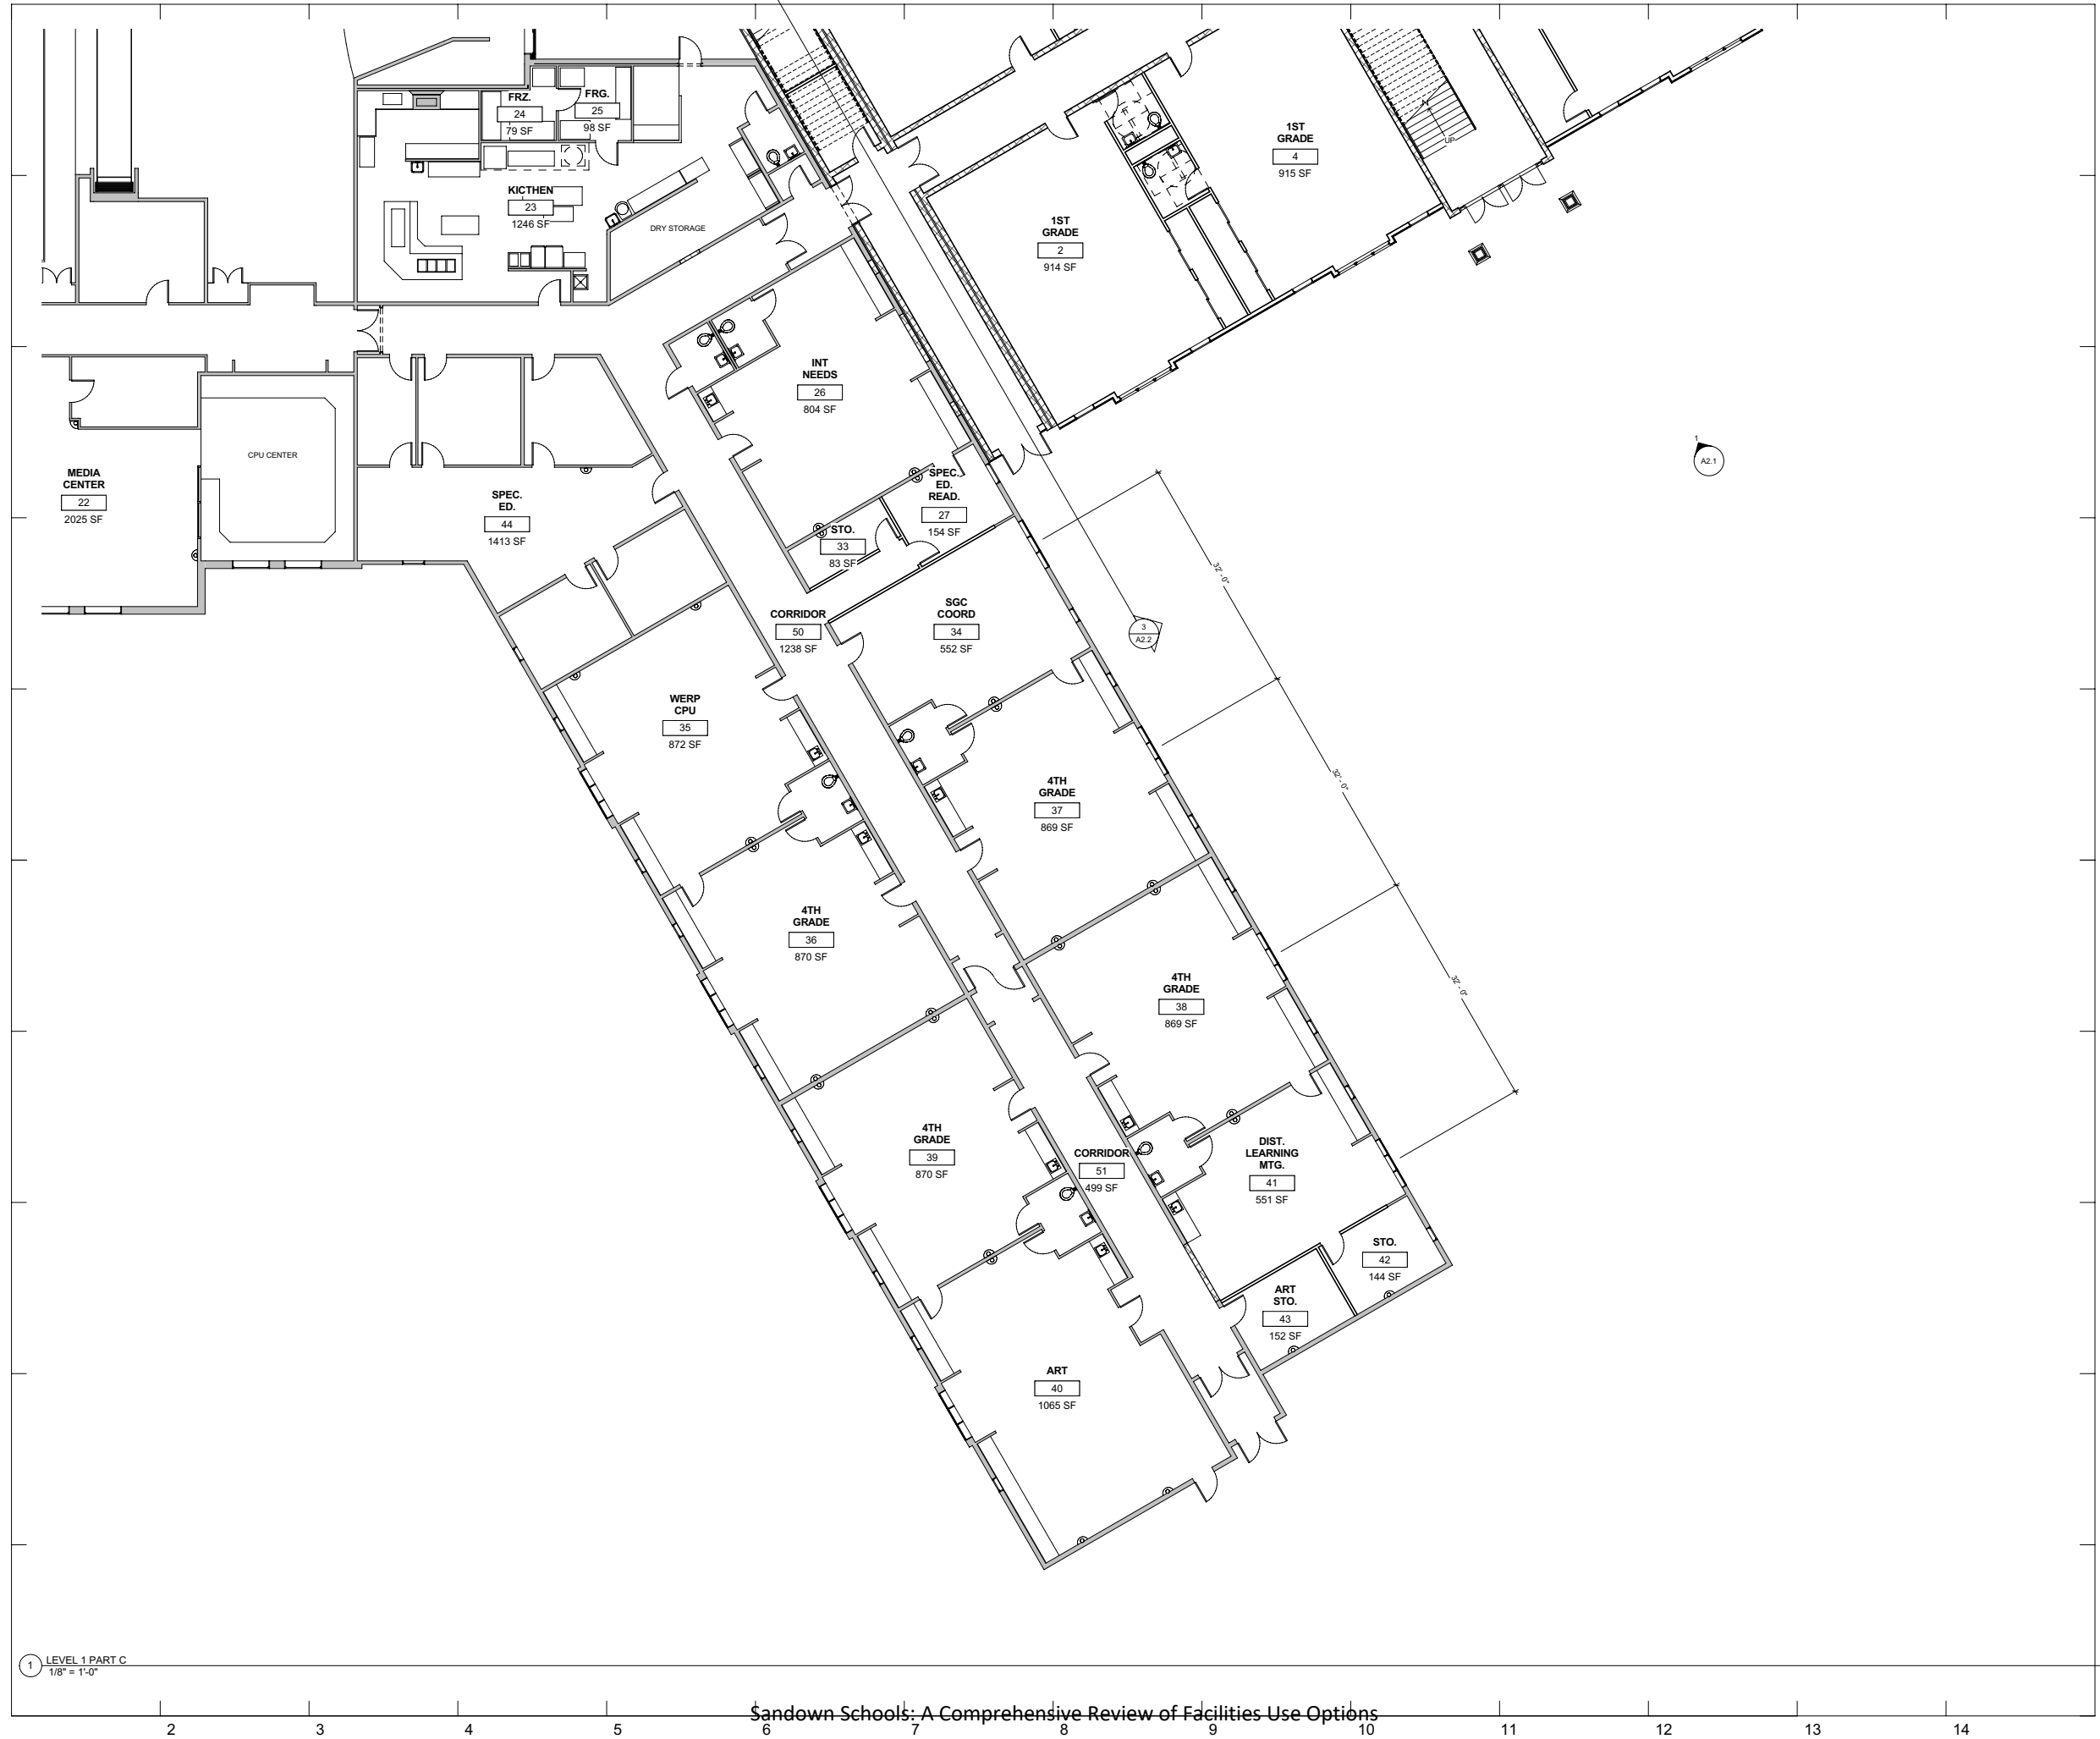 FRZ.
24
79 SF
FRG.
25
98 SF
KICTHEN
23
1246 SF
DRY STORAGE
1ST
GRADE
4
915 SF
UP
1ST
GRADE
2
914 SF
INT
NEEDS
26
804 SF
CPU CENTER
MEDIA
CENTER
22
2025 SF
SPEC.
ED.
44
1413 SF
SPEC.
ED.
READ.
27
154 SF
STO.
33
83 SF
1
A2.1
32' - 0"
SGC
COORD
34
552 SF
CORRIDOR
50
1238 SF
3
A2.2
WERP
CPU
35
872 SF
4TH
GRADE
37
869 SF
32' - 0"
4TH
GRADE
36
870 SF
4TH
GRADE
38
869 SF
32' - 0"
4TH
GRADE
39
870 SF
CORRIDOR
51
499 SF
DIST.
LEARNING
MTG.
41
551 SF
STO.
42
144 SF
ART
STO.
43
152 SF
ART
40
1065 SF
1
LEVEL 1 PART C
1/8" = 1'-0"
Sandown Schools: A Comprehensive Review of Facilities Use Options
2 3 4 5 6 7 8 9 10 11 12 13 14